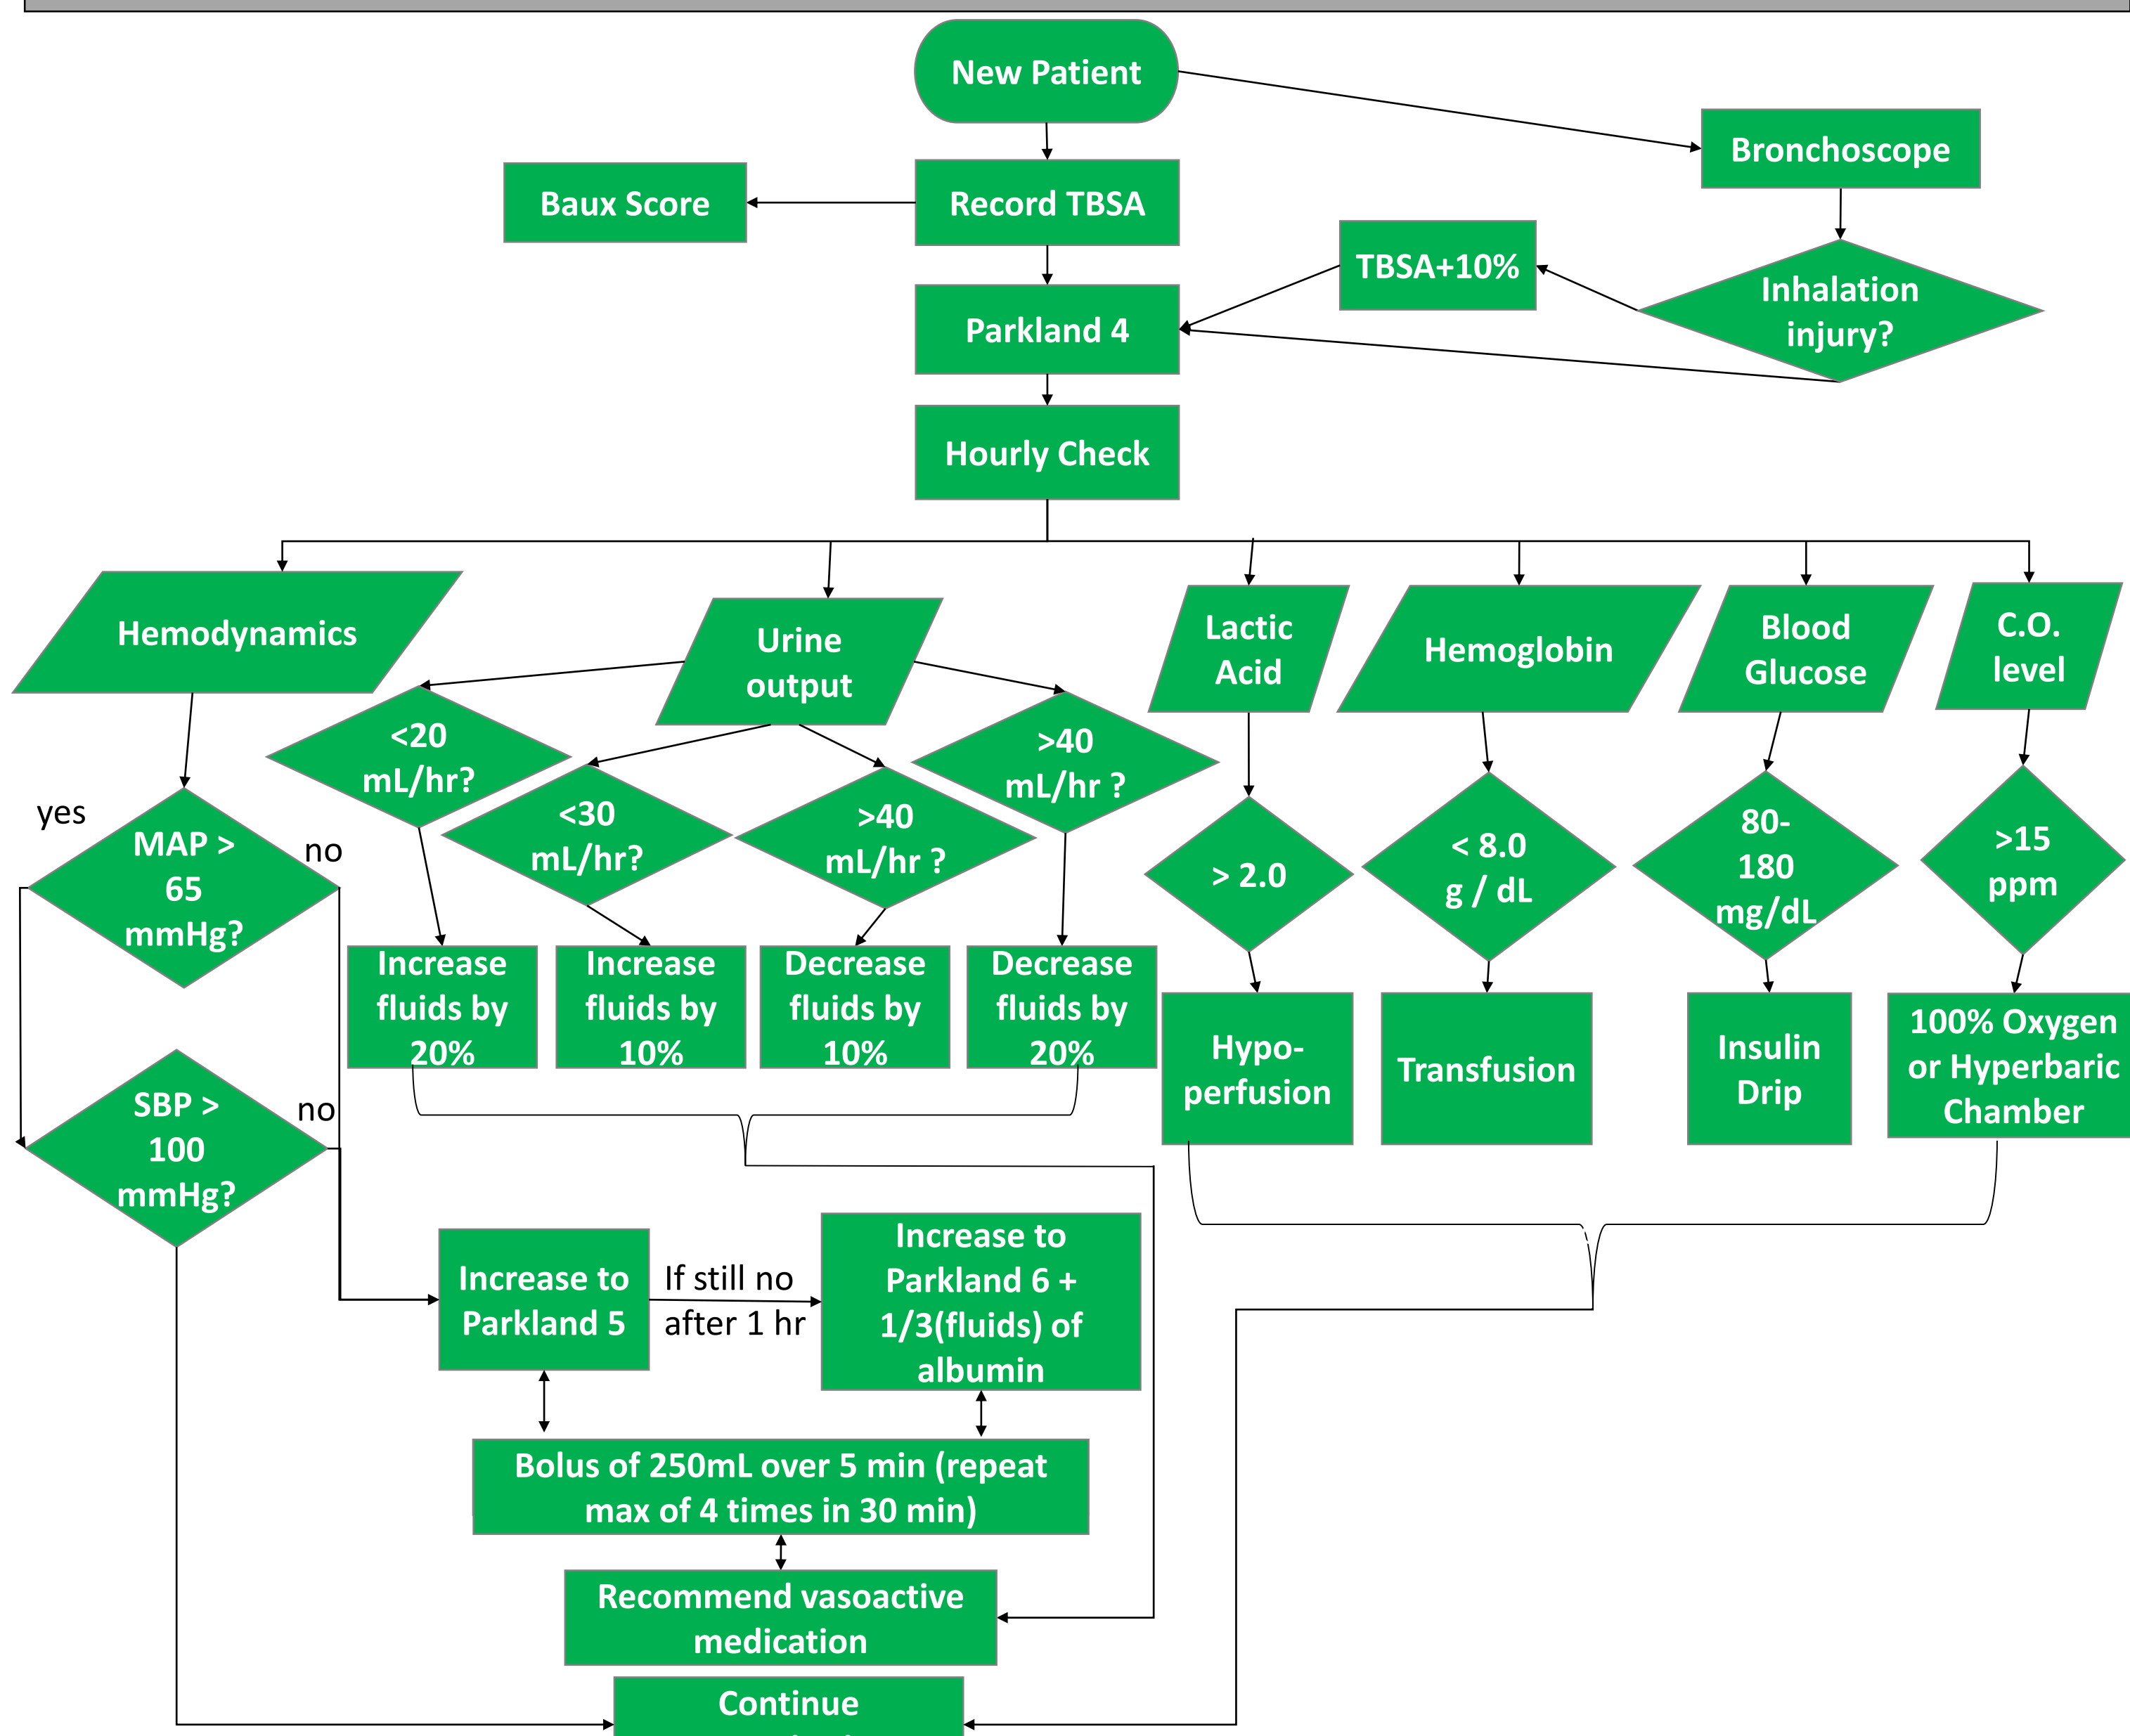 New Patient
Bronchoscope
Baux Score
Record TBSA
TBSA+10%
Inhalation
injury?
Parkland 4
Hourly Check
Hemodynamics
Urine
output
Lactic
Acid
Hemoglobin
Blood
Glucose
C.O.
level
<20
mL/hr?
<30
mL/hr?
>40
mL/hr ?
>40
mL/hr ?
yes
no
MAP >
65
mmHg?
> 2.0
< 8.0
g / dL
80-
180
mg/dL
>15
ppm
Increase
fluids by
20%
Increase
fluids by
10%
Decrease
fluids by
10%
Decrease
fluids by
20%
Hypo-
perfusion
Transfusion
Insulin
Drip
100% Oxygen
or Hyperbaric
Chamber
SBP >
100
mmHg?
no
Increase to
Parkland 5
If still no
after 1 hr
Increase to
Parkland 6 +
1/3(fluids) of
albumin
Bolus of 250mL over 5 min (repeat
max of 4 times in 30 min)
Recommend vasoactive
medication
Continue